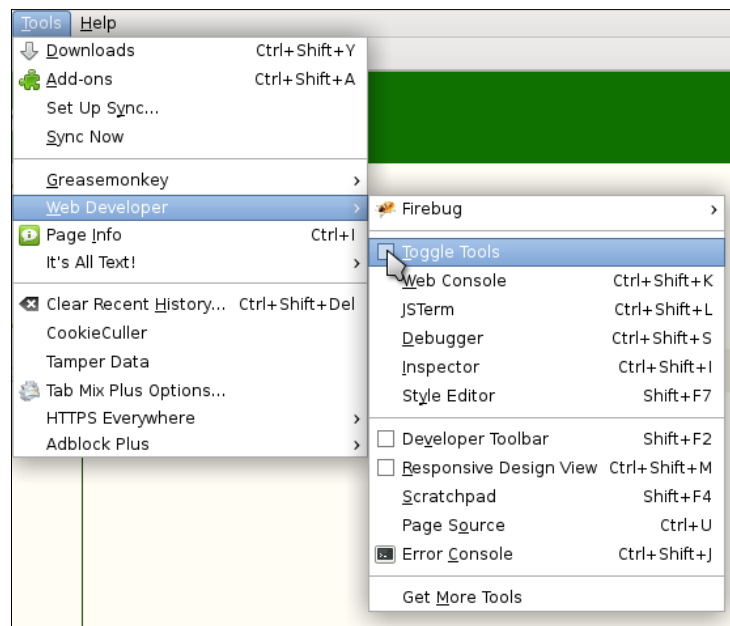 Tools Help
Downloads Ctrl+Shift+Y
Add-ons Ctrl+Shift+A
Set Up Sync...
Sync Now
Greasemonkey
Web Developer
Page Info Ctrl+I
It's All Text!
Clear Recent History... Ctrl+Shift+Del
CookieCuller
Tamper Data
Tab Mix Plus Options...
HTTPS Everywhere
Adblock Plus
Firebug
Toggle Tools
Web Console Ctrl+Shift+K
JSTerm Ctrl+Shift+L
Debugger Ctrl+Shift+S
Inspector Ctrl+Shift+I
Style Editor Shift+F7
Developer Toolbar Shift+F2
Responsive Design View Ctrl+Shift+M
Scratchpad Shift+F4
Page Source Ctrl+U
Error Console Ctrl+Shift+J
Get More Tools